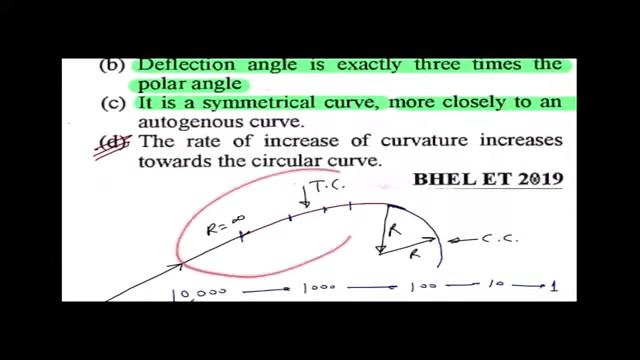 (b) Deflection angle is exactly three times the
polar angle
(c) It is a symmetrical curve, more closely to an
autogenous curve.
(d) The rate of increase of curvature increases
towards the circular curve.
BHEL ET 2019
T.C.
R=∞
R
R
C.C.
10,000 → 1000 → 100 → 10 → 1